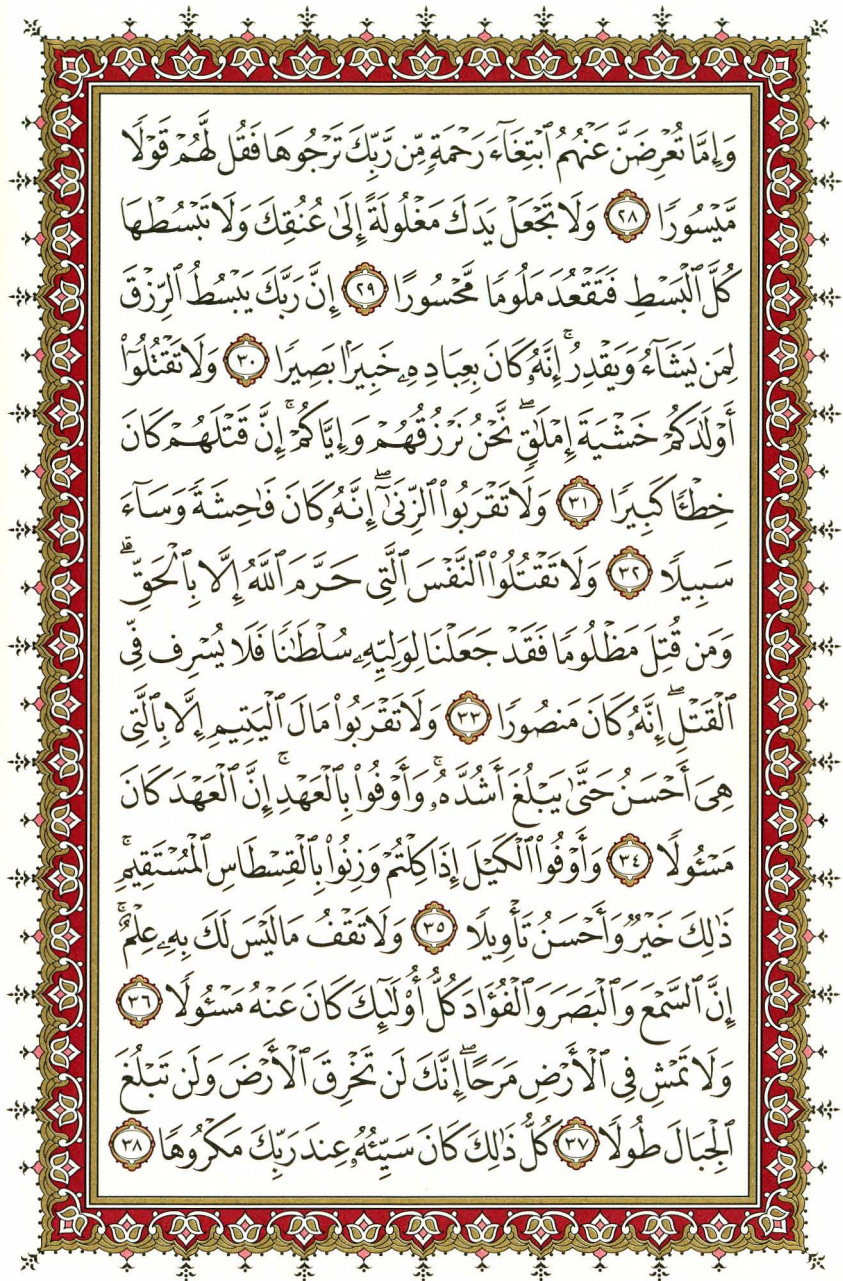 وَإِمَّا تُعْرِضَنَّ عَنْهُمُ ٱبْتِغَآءَ رَحْمَةٍ مِّن رَّبِّكَ تَرْجُوهَا فَقُل لَّهُمْ قَوْلًا
مَّيْسُورًا ٢٨ وَلَا تَجْعَلْ يَدَكَ مَغْلُولَةً إِلَىٰ عُنُقِكَ وَلَا تَبْسُطْهَا
كُلَّ ٱلْبَسْطِ فَتَقْعُدَ مَلُومًا مَّحْسُورًا ٢٩ إِنَّ رَبَّكَ يَبْسُطُ ٱلرِّزْقَ
لِمَن يَشَآءُ وَيَقْدِرُ ۚ إِنَّهُۥ كَانَ بِعِبَادِهِۦ خَبِيرًۢا بَصِيرًا ٣٠ وَلَا تَقْتُلُوٓا۟
أَوْلَٰدَكُمْ خَشْيَةَ إِمْلَٰقٍ ۖ نَّحْنُ نَرْزُقُهُمْ وَإِيَّاكُمْ ۚ إِنَّ قَتْلَهُمْ كَانَ
خِطْـًٔا كَبِيرًا ٣١ وَلَا تَقْرَبُوا۟ ٱلزِّنَىٰٓ ۖ إِنَّهُۥ كَانَ فَٰحِشَةً وَسَآءَ
سَبِيلًا ٣٢ وَلَا تَقْتُلُوا۟ ٱلنَّفْسَ ٱلَّتِى حَرَّمَ ٱللَّهُ إِلَّا بِٱلْحَقِّ ۗ
وَمَن قُتِلَ مَظْلُومًا فَقَدْ جَعَلْنَا لِوَلِيِّهِۦ سُلْطَٰنًا فَلَا يُسْرِف فِّى
ٱلْقَتْلِ ۖ إِنَّهُۥ كَانَ مَنصُورًا ٣٣ وَلَا تَقْرَبُوا۟ مَالَ ٱلْيَتِيمِ إِلَّا بِٱلَّتِى
هِىَ أَحْسَنُ حَتَّىٰ يَبْلُغَ أَشُدَّهُۥ ۚ وَأَوْفُوا۟ بِٱلْعَهْدِ ۖ إِنَّ ٱلْعَهْدَ كَانَ
مَسْـُٔولًا ٣٤ وَأَوْفُوا۟ ٱلْكَيْلَ إِذَا كِلْتُمْ وَزِنُوا۟ بِٱلْقِسْطَاسِ ٱلْمُسْتَقِيمِ ۚ
ذَٰلِكَ خَيْرٌ وَأَحْسَنُ تَأْوِيلًا ٣٥ وَلَا تَقْفُ مَا لَيْسَ لَكَ بِهِۦ عِلْمٌ ۚ
إِنَّ ٱلسَّمْعَ وَٱلْبَصَرَ وَٱلْفُؤَادَ كُلُّ أُو۟لَٰٓئِكَ كَانَ عَنْهُ مَسْـُٔولًا ٣٦
وَلَا تَمْشِ فِى ٱلْأَرْضِ مَرَحًا ۖ إِنَّكَ لَن تَخْرِقَ ٱلْأَرْضَ وَلَن تَبْلُغَ
ٱلْجِبَالَ طُولًا ٣٧ كُلُّ ذَٰلِكَ كَانَ سَيِّئُهُۥ عِندَ رَبِّكَ مَكْرُوهًا ٣٨